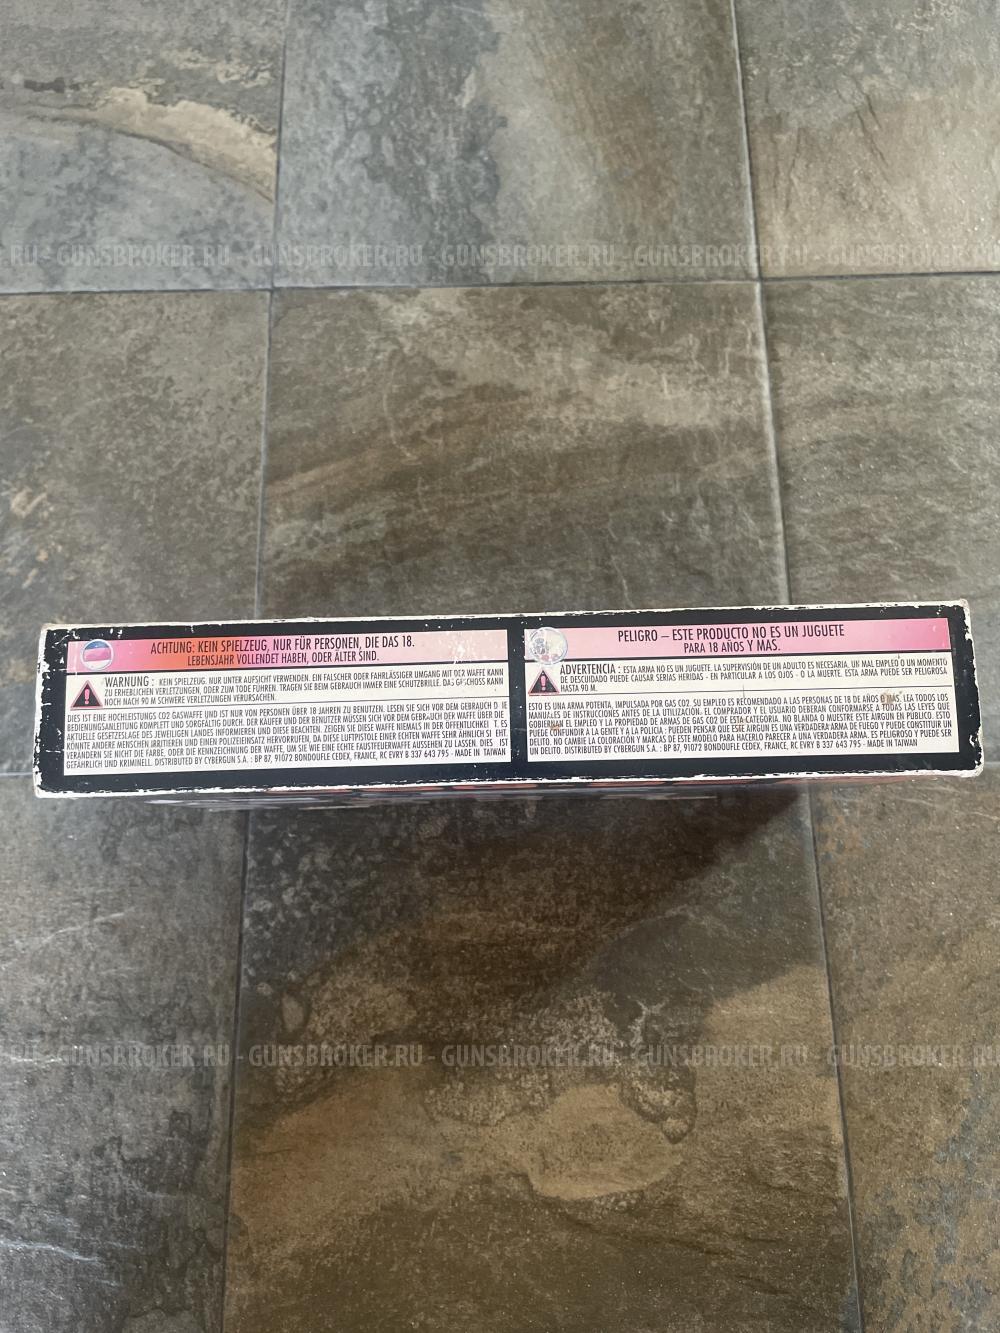 RU - GUNSBROKER.RU - GUNSBROKER.RU - GUNSBROKER.RU - GUNSBROKER.RU - GUNSBROKER
ACHTUNG: KEIN SPIELZEUG, NUR FÜR PERSONEN, DIE DAS 18.
LEBENSJAHR VOLLENDET HABEN, ODER ÄLTER SIND.
WARNUNG : KEIN SPIELZEUG. NUR UNTER AUFSICHT VERWENDEN. EIN FALSCHER ODER FAHRLÄSSIGER UMGANG MIT WAFFE KANN
ZU ERHEBLICHEN VERLETZUNGEN, ODER ZUM TODE FÜHREN. TRAGEN SIE BEIM GEBRAUCH IMMER EINE SCHUTZBRILLE. DAS GESCHOSS KANN
NOCH NACH 90 M SCHWERE VERLETZUNGEN VERURSACHEN.
DIES IST EINE HOCHLEISTUNGS CO2 GASWAFFE UND IST NUR VON PERSONEN ÜBER 18 JAHREN ZU BENUTZEN. LESEN SIE SICH VOR DEM GEBRAUCH D IE
BEDIENUNGSANLEITUNG KOMPLETT UND SORGFÄLTIG DURCH. DER KÄUFER UND DER BENUTZER MÜSSEN SICH VOR DEM GEBRAUCH DER WAFFE ÜBER DIE
AKTUELLE GESETZESLAGE DES JEWEILIGEN LANDES INFORMIEREN UND DIESE BEACHTEN. ZEIGEN SIE DIESE WAFFE NIEMALS IN DER ÖFFENTLICHKEI T. ES
KÖNNTE ANDERE MENSCHEN IRRITIEREN UND EINEN POLIZEIEINSATZ HERVORRUFEN, DA DIESE LUFTPISTOLE EINER ECHTEN WAFFE SEHR ÄHNLICH SI EHT.
VERÄNDERN SIE NICHT DIE FARBE, ODER DIE KENNZEICHNUNG DER WAFFE, UM SIE WIE EINE ECHTE FAUSTFEUERWAFFE AUSSEHEN ZU LASSEN. DIES IST
GEFÄHRLICH UND KRIMINELL. DISTRIBUTED BY CYBERGUN S.A. : BP 87, 91072 BONDOUFLE CEDEX, FRANCE, RC EVRY B 337 643 795 - MADE IN TAIWAN
PELIGRO – ESTE PRODUCTO NO ES UN JUGUETE
PARA 18 AÑOS Y MAS.
ADVERTENCIA : ESTA ARMA NO ES UN JUGUETE. LA SUPERVISIÓN DE UN ADULTO ES NECESARIA, UN MAL EMPLEO O UN MOMENTO
DE DESCUIDADO PUEDE CAUSAR SERIAS HERIDAS - EN PARTICULAR A LOS OJOS - O LA MUERTE. ESTA ARMA PUEDE SER PELIGROSA
HASTA 90 M.
ESTO ES UNA ARMA POTENTE, IMPULSADA POR GAS CO2. SU EMPLEO ES RECOMENDADO A LAS PERSONAS DE 18 DE AÑOS O MAS. LEA TODOS LOS
MANUALES DE INSTRUCCIONES ANTES DE LA UTILIZACIÓN. EL COMPRADOR Y EL USUARIO DEBERAN CONFORMARSE A TODAS LAS LEYES QUE
GOBIERNAN EL EMPLEO Y LA PROPIEDAD DE ARMAS DE GAS CO2 DE ESTA CATEGORIA. NO BLANDA O MUESTRE ESTE AIRGUN EN PUBLICO. ESTO
PUEDE CONFUNDIR A LA GENTE Y A LA POLICIA : PUEDEN PENSAR QUE ESTE AIRGUN ES UNA VERDADERA ARMA DE FUEGO Y PUEDE CONSTITUIR UN
DELITO. NO CAMBIE LA COLORACIÓN Y MARCAS DE ESTE MODELO PARA HACERLO PARECER A UNA VERDADERA ARMA. ES PELIGROSO Y PUEDE SER
UN DELITO. DISTRIBUTED BY CYBERGUN S.A. : BP 87, 91072 BONDOUFLE CEDEX, FRANCE, RC EVRY B 337 643 795 - MADE IN TAIWAN
RU - GUNSBROKER.RU - GUNSBROKER.RU - GUNSBROKER.RU - GUNSBROKER.RU - GUNSBROKER